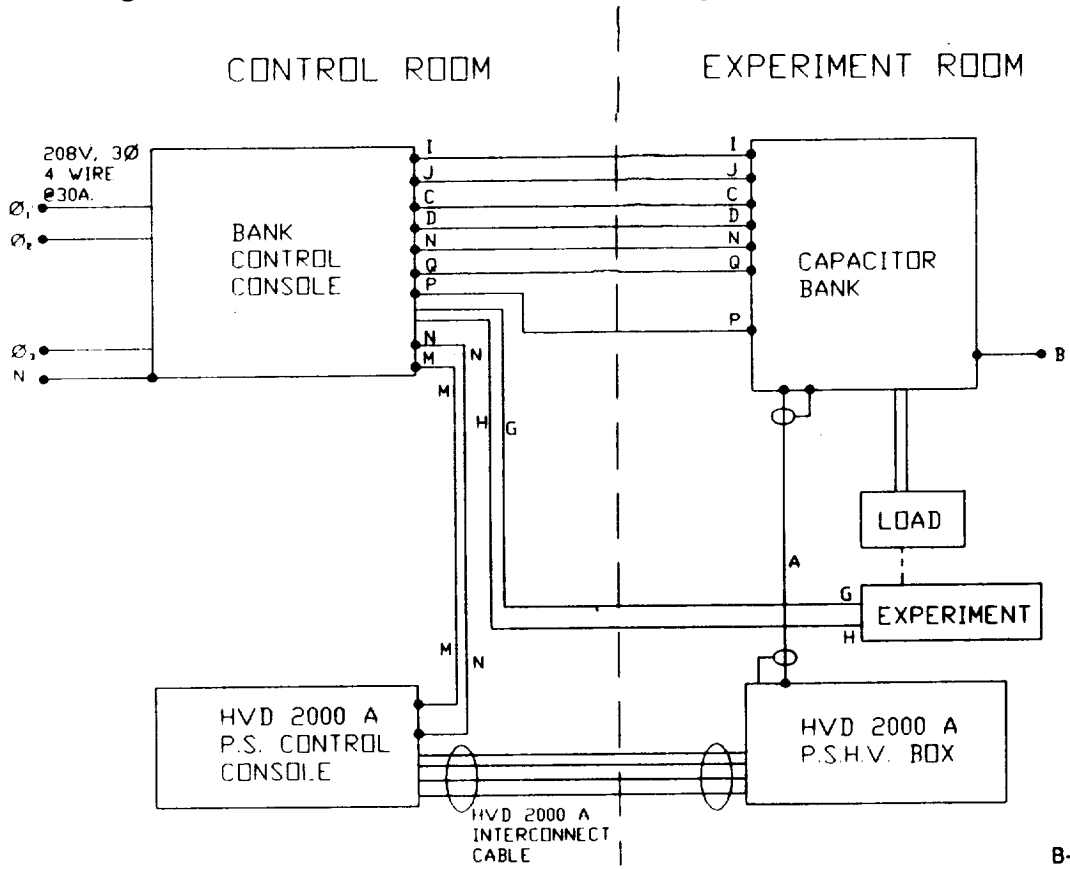 CONTROL ROOM
EXPERIMENT ROOM
208V, 3Ø
4 WIRE
@30A.
Ø₁
Ø₂
Ø₃
N
BANK
CONTROL
CONSOLE
I
J
C
D
N
Q
P
N
M
I
J
C
D
N
Q
P
CAPACITOR
BANK
B
N
M
H
G
LOAD
A
G
H
EXPERIMENT
M
N
HVD 2000 A
P.S. CONTROL
CONSOLE
HVD 2000 A
P.S.H.V. BOX
HVD 2000 A
INTERCONNECT
CABLE
B-